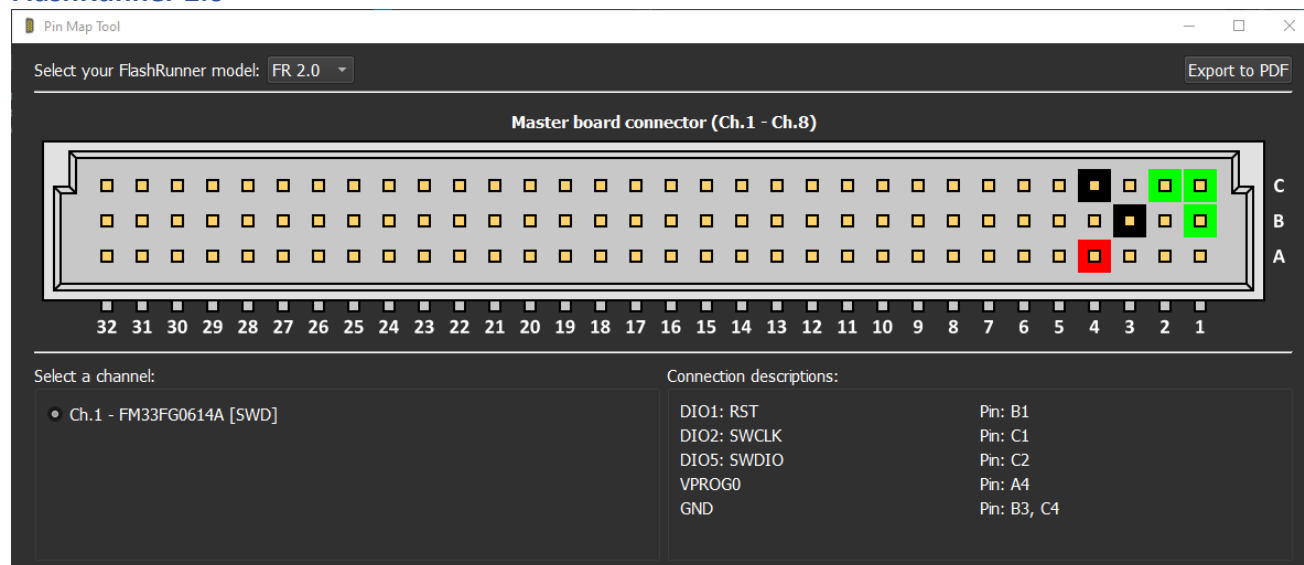 FlashRunner 2.0
Pin Map Tool
Select your FlashRunner model: FR 2.0
Export to PDF
Master board connector (Ch.1 - Ch.8)
C
B
A
32 31 30 29 28 27 26 25 24 23 22 21 20 19 18 17 16 15 14 13 12 11 10 9 8 7 6 5 4 3 2 1
Select a channel:
Ch.1 - FM33FG0614A [SWD]
Connection descriptions:
DIO1: RST Pin: B1
DIO2: SWCLK Pin: C1
DIO5: SWDIO Pin: C2
VPROG0 Pin: A4
GND Pin: B3, C4